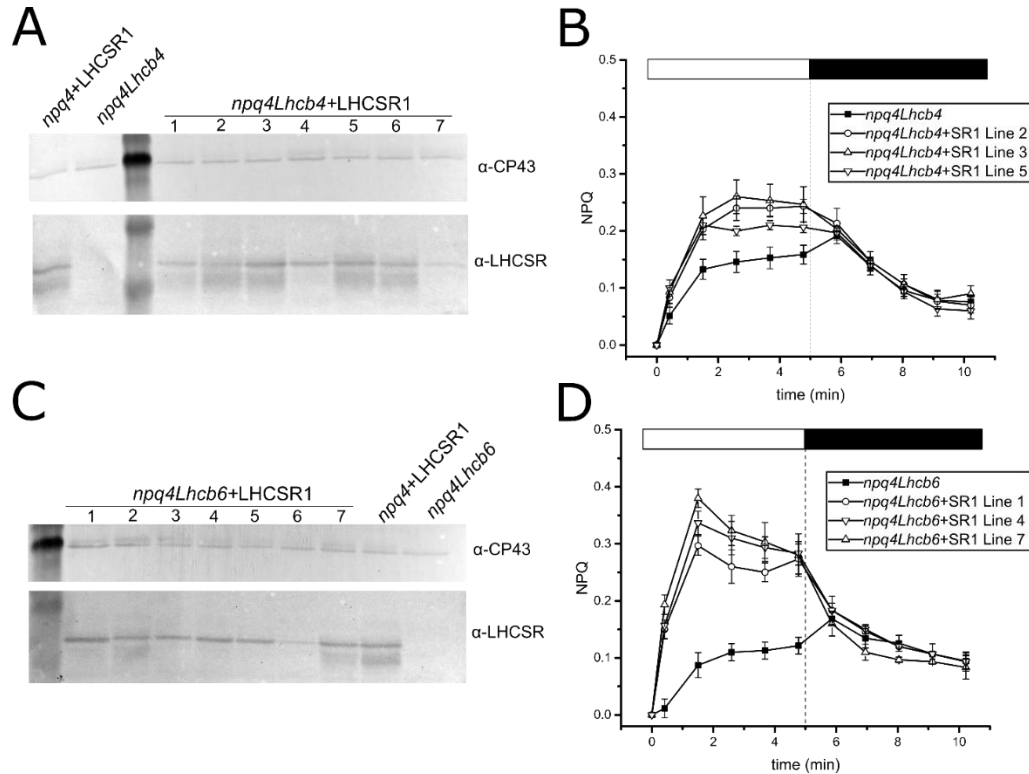 A
npq4+LHCSR1
npq4Lhcb4
npq4Lhcb4+LHCSR1
1 2 3 4 5 6 7
α-CP43
α-LHCSR
B
0.5
0.4
0.3
0.2
0.1
0.0
NPQ
npq4Lhcb4
npq4Lhcb4+SR1 Line 2
npq4Lhcb4+SR1 Line 3
npq4Lhcb4+SR1 Line 5
0 2 4 6 8 10
time (min)
C
npq4Lhcb6+LHCSR1
1 2 3 4 5 6 7
npq4+LHCSR1
npq4Lhcb6
α-CP43
α-LHCSR
D
0.5
0.4
0.3
0.2
0.1
0.0
NPQ
npq4Lhcb6
npq4Lhcb6+SR1 Line 1
npq4Lhcb6+SR1 Line 4
npq4Lhcb6+SR1 Line 7
0 2 4 6 8 10
time (min)